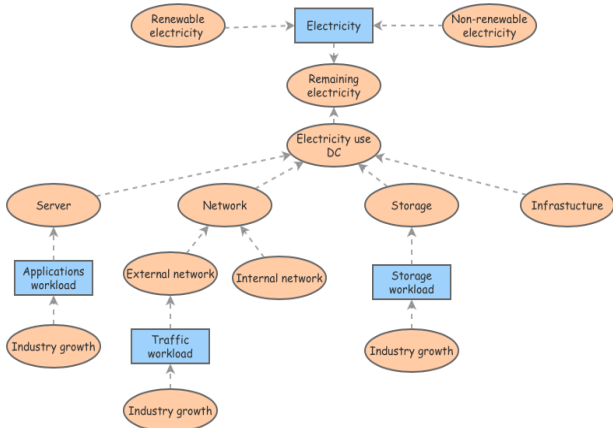 Renewable
electricity
Electricity
Non-renewable
electricity
Remaining
electricity
Electricity use
DC
Server
Network
Storage
Infrastucture
Applications
workload
External network
Internal network
Storage
workload
Industry growth
Traffic
workload
Industry growth
Industry growth